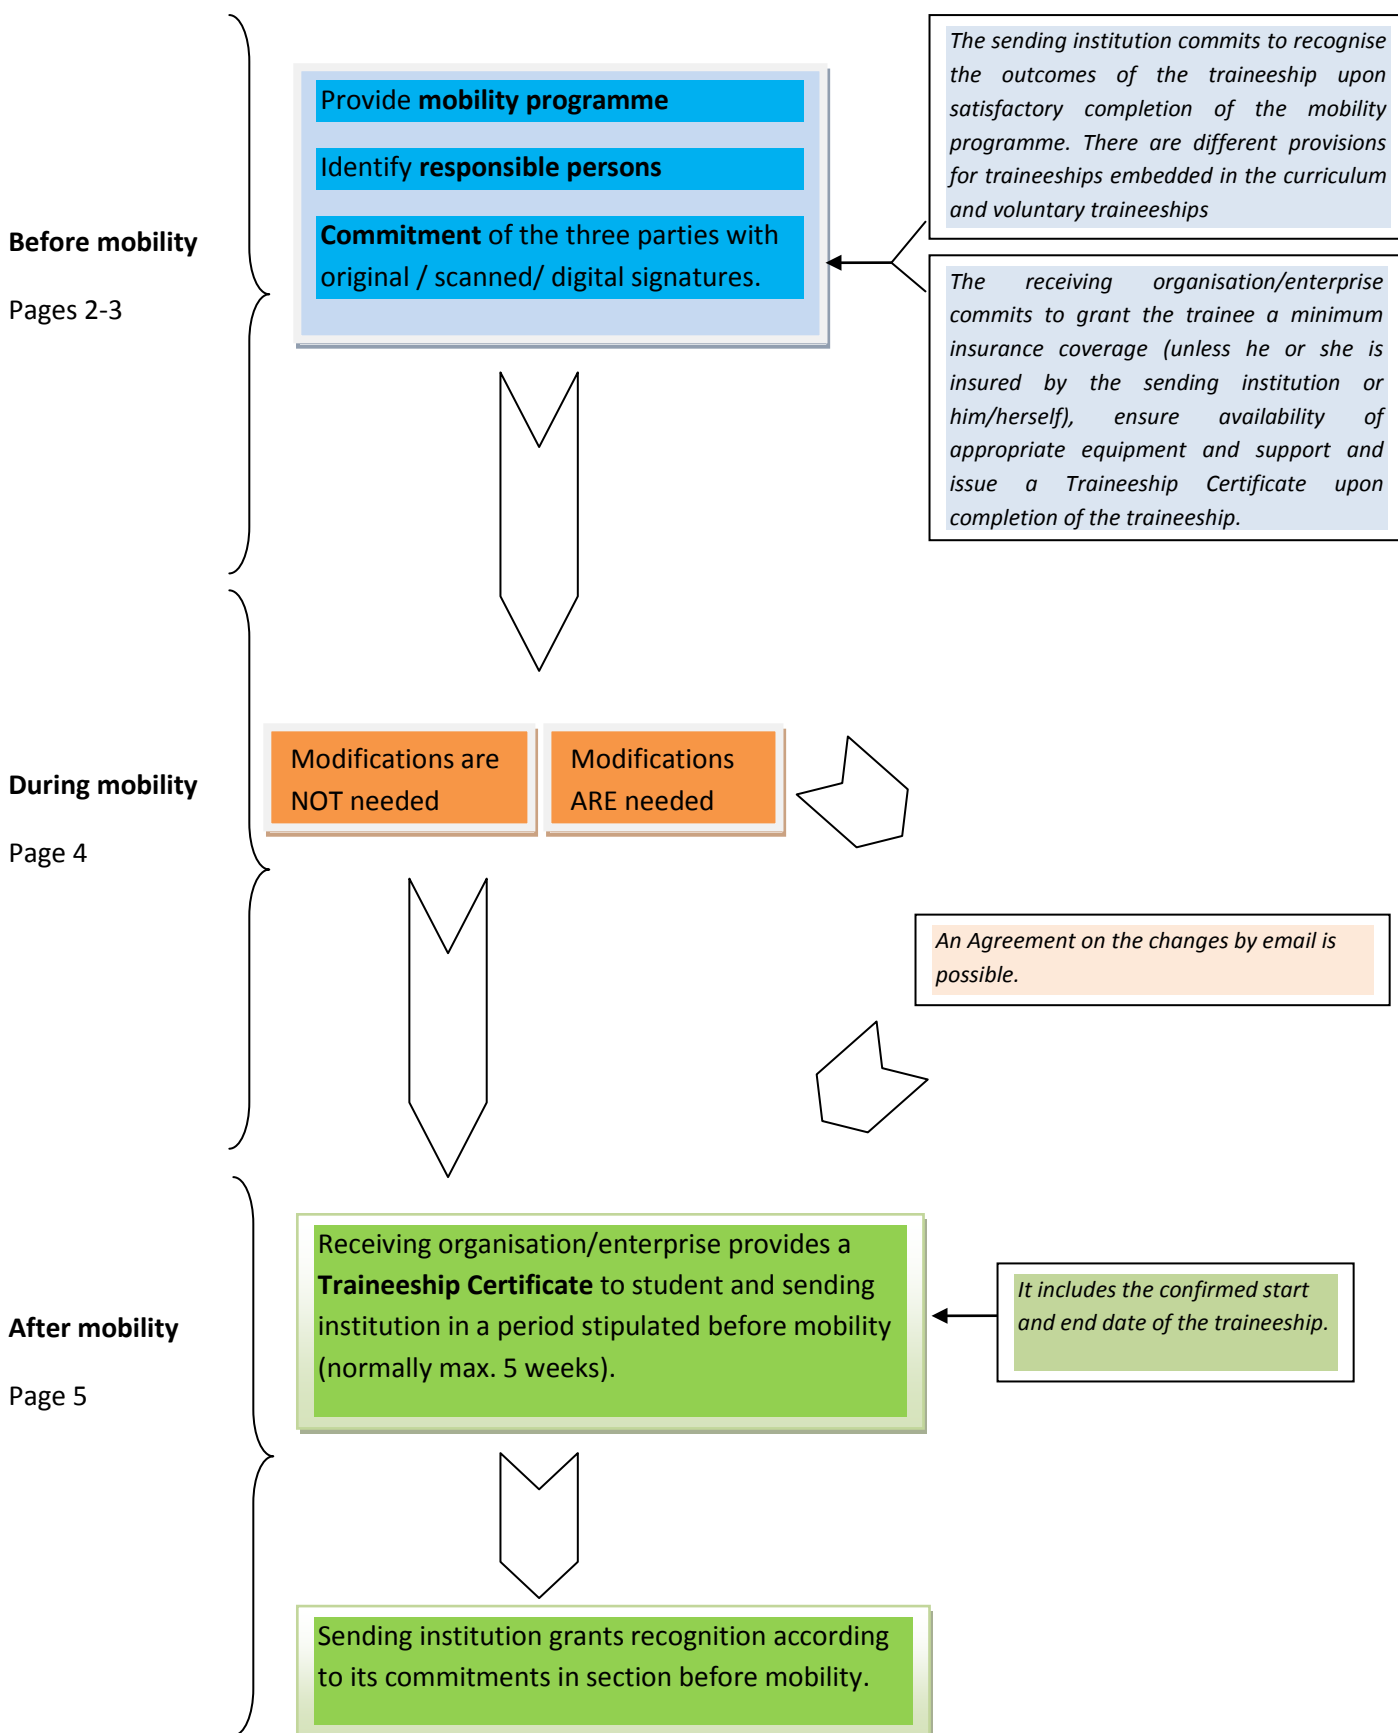 Before mobility
Pages 2-3
Provide mobility programme
Identify responsible persons
Commitment of the three parties with
original / scanned/ digital signatures.
The sending institution commits to recognise
the outcomes of the traineeship upon
satisfactory completion of the mobility
programme. There are different provisions
for traineeships embedded in the curriculum
and voluntary traineeships
The receiving organisation/enterprise
commits to grant the trainee a minimum
insurance coverage (unless he or she is
insured by the sending institution or
him/herself), ensure availability of
appropriate equipment and support and
issue a Traineeship Certificate upon
completion of the traineeship.
During mobility
Page 4
Modifications are
NOT needed
Modifications
ARE needed
An Agreement on the changes by email is
possible.
After mobility
Page 5
Receiving organisation/enterprise provides a
Traineeship Certificate to student and sending
institution in a period stipulated before mobility
(normally max. 5 weeks).
It includes the confirmed start
and end date of the traineeship.
Sending institution grants recognition according
to its commitments in section before mobility.